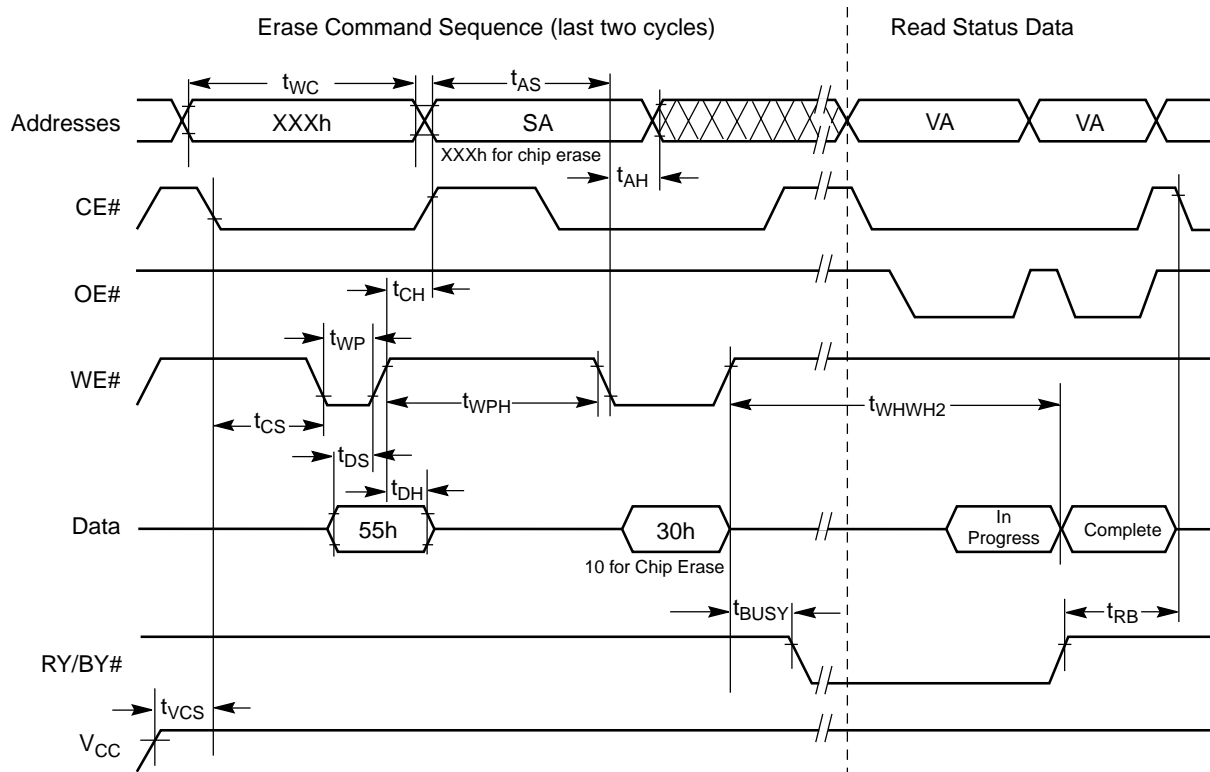 Erase Command Sequence (last two cycles)
Read Status Data
tWC
tAS
Addresses
XXXh
SA
VA
VA
XXXh for chip erase
tAH
CE#
OE#
tCH
tWP
WE#
tWPH
tWHWH2
tCS
tDS
tDH
Data
55h
30h
In
Progress
Complete
10 for Chip Erase
tBUSY
tRB
RY/BY#
tVCS
VCC